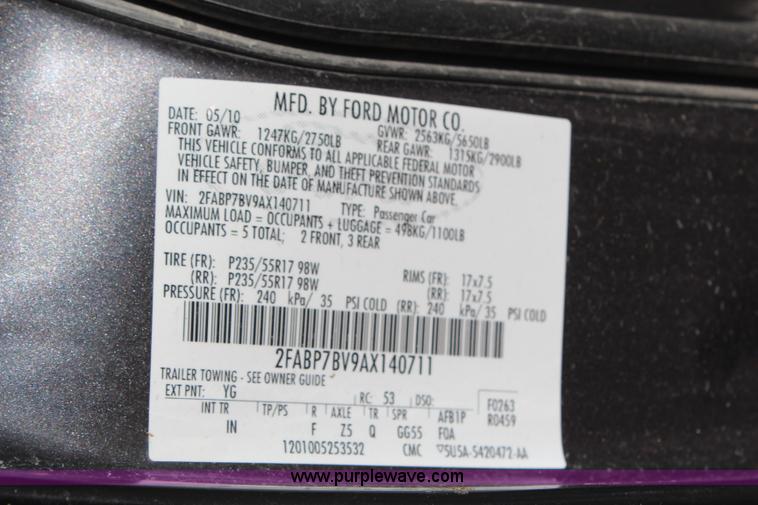 MFD. BY FORD MOTOR CO.
DATE: 05/10 GVWR: 2563KG/5650LB
FRONT GAWR: 1247KG/2750LB REAR GAWR: 1315KG/2900LB
THIS VEHICLE CONFORMS TO ALL APPLICABLE FEDERAL MOTOR
VEHICLE SAFETY, BUMPER, AND THEFT PREVENTION STANDARDS
IN EFFECT ON THE DATE OF MANUFACTURE SHOWN ABOVE.
VIN: 2FABP7BV9AX140711 TYPE: Passenger Car
MAXIMUM LOAD = OCCUPANTS + LUGGAGE = 498KG/1100LB
OCCUPANTS = 5 TOTAL; 2 FRONT, 3 REAR
TIRE (FR): P235/55R17 98W RIMS (FR): 17x7.5
(RR): P235/55R17 98W (RR): 17x7.5
PRESSURE (FR): 240 kPa/ 35 PSI COLD (RR): 240 kPa/ 35 PSI COLD
2FABP7BV9AX140711
TRAILER TOWING - SEE OWNER GUIDE
EXT PNT: YG RC: 53 DSO: F0263
INT TR TP/PS R AXLE TR SPR AFB1P R0459
IN F Z5 Q GG55 FOA
1201005253532 CMC 5U5A-5420472-AA
www.purplewave.com